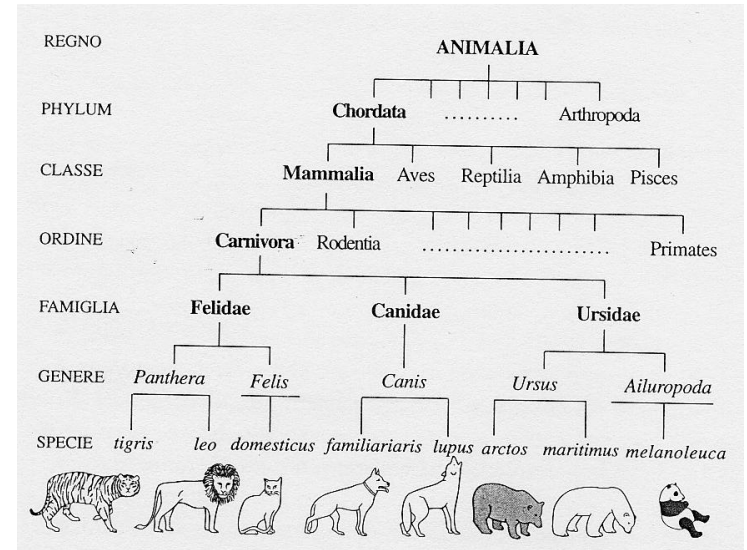 REGNO ANIMALIA
PHYLUM Chordata .......... Arthropoda
CLASSE Mammalia Aves Reptilia Amphibia Pisces
ORDINE Carnivora Rodentia .......................... Primates
FAMIGLIA Felidae Canidae Ursidae
GENERE Panthera Felis Canis Ursus Ailuropoda
SPECIE tigris leo domesticus familiariaris lupus arctos maritimus melanoleuca